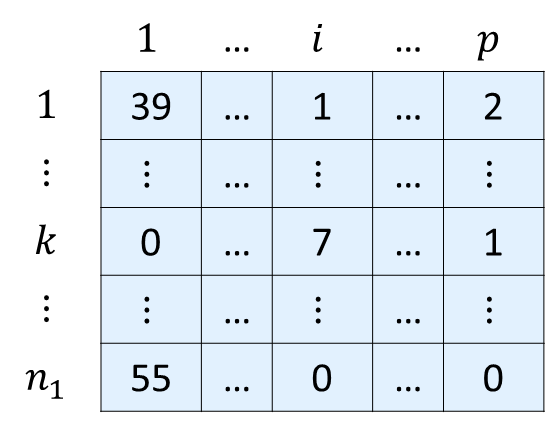 1 … i … p
1 39 … 1 … 2
⋮ ⋮ … ⋮ … ⋮
k 0 … 7 … 1
⋮ ⋮ … ⋮ … ⋮
n₁ 55 … 0 … 0